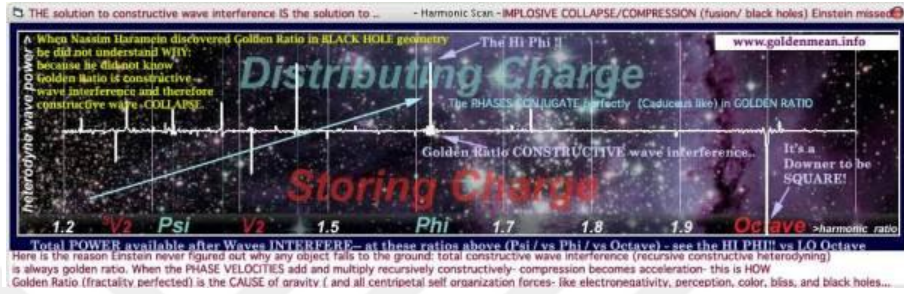 THE solution to constructive wave interference IS the solution to .. - Harmonic Scan -IMPLOSIVE COLLAPSE/COMPRESSION (fusion/ black holes) Einstein missed
When Nassim Haramein discovered Golden Ratio in BLACK HOLE geometry
he did not understand WHY:
because he did not know
Golden Ratio is constructive
wave interference and therefore
constructive wave COLLAPSE.
The Hi Phi !!
www.goldenmean.info
Distributing Charge
The PHASES CONJUGATE perfectly (Caduceus like) in GOLDEN RATIO
heterodyne wave power >
Golden Ratio CONSTRUCTIVE wave interference..
It's a
Downer to be
SQUARE!
Storing Charge
1.2 √2 Psi √2 1.5 Phi 1.7 1.8 1.9 Octave >harmonic ratio
Total POWER available after Waves INTERFERE-- at these ratios above (Psi / vs Phi / vs Octave) - see the HI PHI!! vs LO Octave
Here is the reason Einstein never figured out why any object falls to the ground: total constructive wave interference (recursive constructive heterodyning)
is always golden ratio. When the PHASE VELOCITIES add and multiply recursively constructively- compression becomes acceleration- this is HOW
Golden Ratio (fractality perfected) is the CAUSE of gravity ( and all centripetal self organization forces- like electronegativity, perception, color, bliss, and black holes...